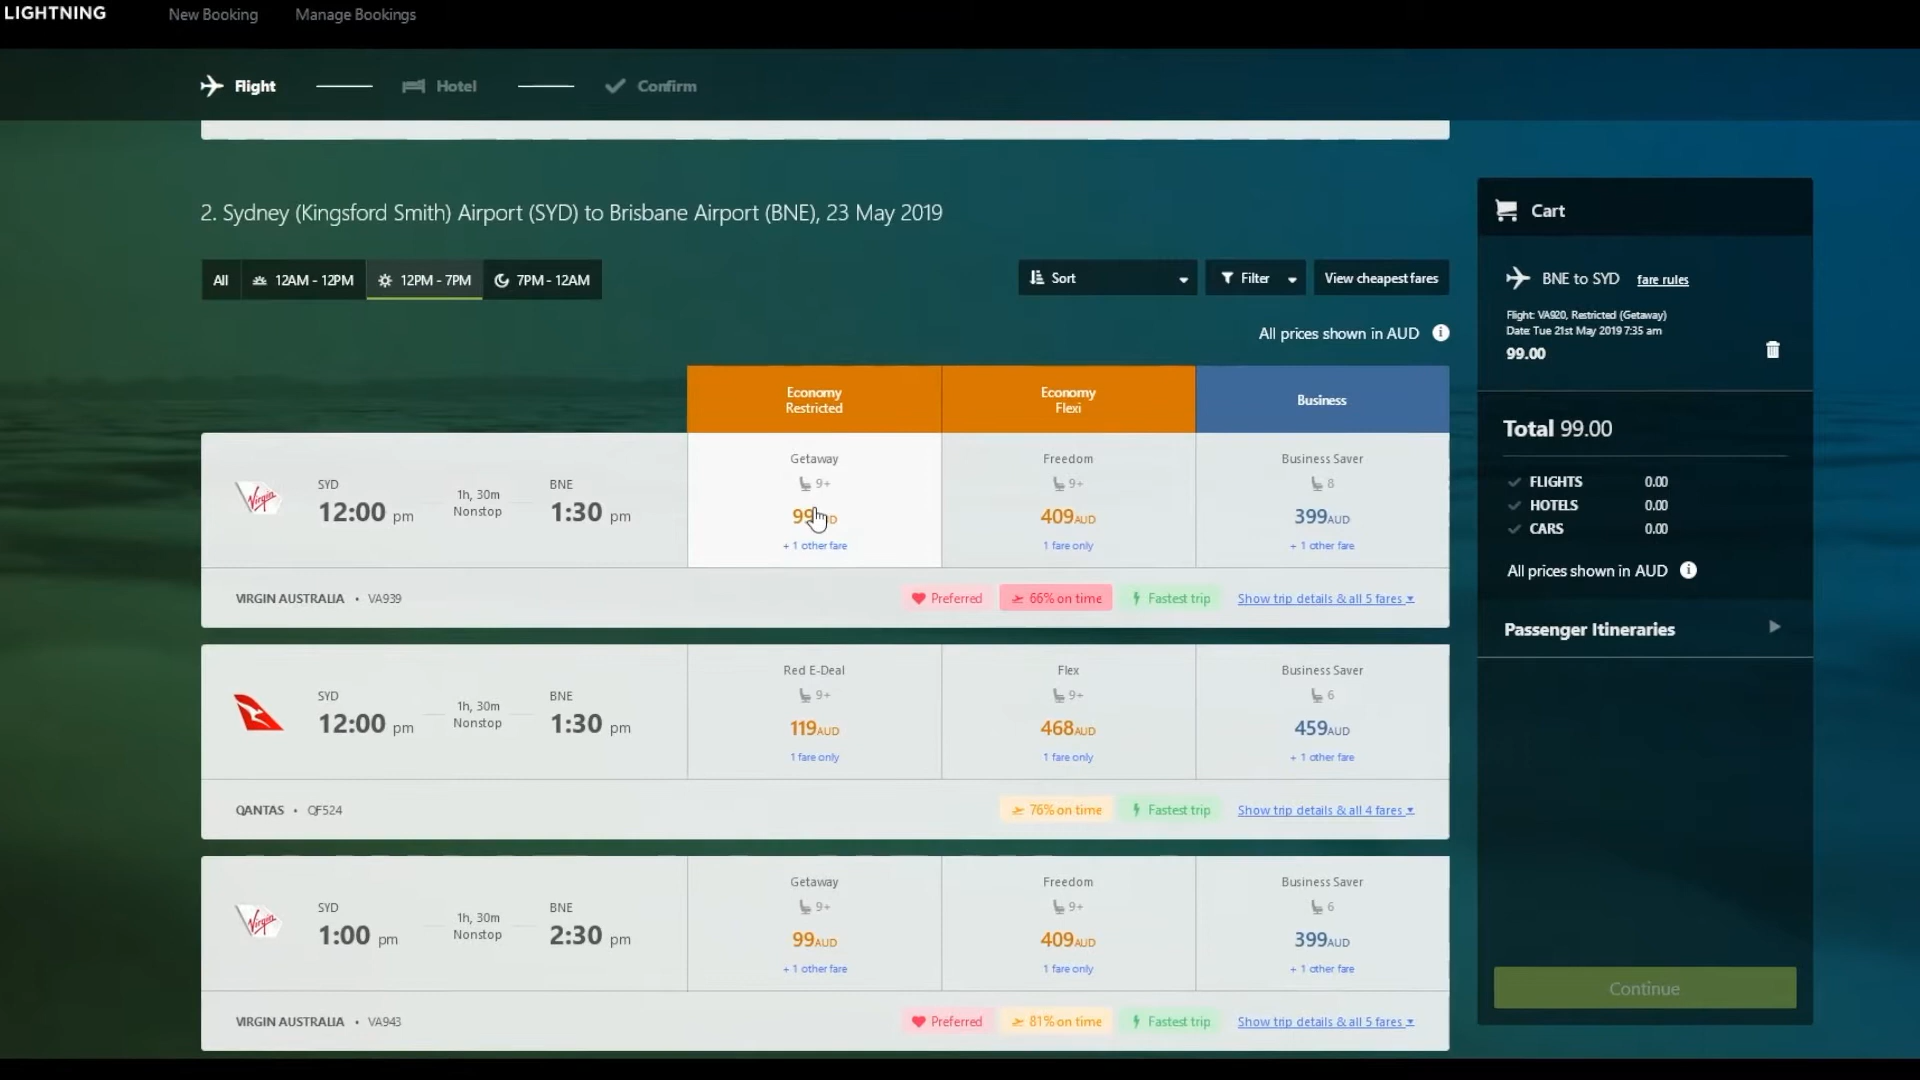 LIGHTNING
New Booking
Manage Bookings
Flight
Hotel
Confirm
2. Sydney (Kingsford Smith) Airport (SYD) to Brisbane Airport (BNE), 23 May 2019
All
12AM - 12PM
12PM - 7PM
7PM - 12AM
Sort
Filter
View cheapest fares
All prices shown in AUD
Economy
Restricted
Economy
Flexi
Business
Virgin
SYD
12:00 pm
1h, 30m
Nonstop
BNE
1:30 pm
Getaway
9+
+ 1 other fare
Freedom
9+
409AUD
1 fare only
Business Saver
8
399AUD
+ 1 other fare
VIRGIN AUSTRALIA • VA939
Preferred
66% on time
Fastest trip
Show trip details & all 5 fares
SYD
12:00 pm
1h, 30m
Nonstop
BNE
1:30 pm
Red E-Deal
9+
119AUD
1 fare only
Flex
9+
468AUD
1 fare only
Business Saver
6
459AUD
+ 1 other fare
QANTAS • QF524
76% on time
Fastest trip
Show trip details & all 4 fares
Virgin
SYD
1:00 pm
1h, 30m
Nonstop
BNE
2:30 pm
Getaway
9+
99AUD
+ 1 other fare
Freedom
9+
409AUD
1 fare only
Business Saver
6
399AUD
+ 1 other fare
VIRGIN AUSTRALIA • VA943
Preferred
81% on time
Fastest trip
Show trip details & all 5 fares
Cart
BNE to SYD fare rules
Flight: VA920, Restricted (Getaway)
Date: Tue 21st May 2019 7:35 am
99.00
Total 99.00
FLIGHTS 0.00
HOTELS 0.00
CARS 0.00
All prices shown in AUD
Passenger Itineraries
Continue